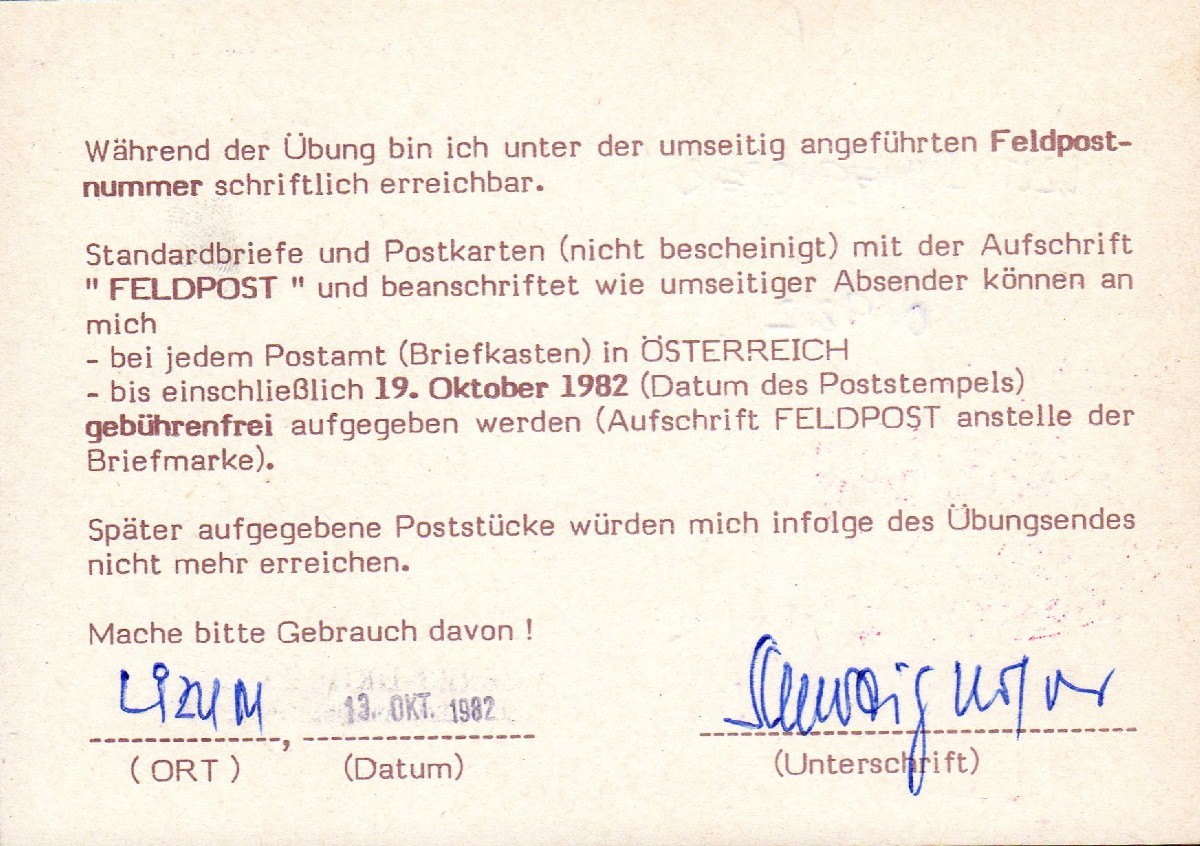 Während der Übung bin ich unter der umseitig angeführten Feldpost-
nummer schriftlich erreichbar.
Standardbriefe und Postkarten (nicht bescheinigt) mit der Aufschrift
" FELDPOST " und beanschriftet wie umseitiger Absender können an
mich
- bei jedem Postamt (Briefkasten) in ÖSTERREICH
- bis einschließlich 19. Oktober 1982 (Datum des Poststempels)
gebührenfrei aufgegeben werden (Aufschrift FELDPOST anstelle der
Briefmarke).
Später aufgegebene Poststücke würden mich infolge des Übungsendes
nicht mehr erreichen.
Mache bitte Gebrauch davon !
Lizum 13. OKT. 1982
-----------------, --------------------- ---------------------------------------
( ORT ) (Datum) (Unterschrift)